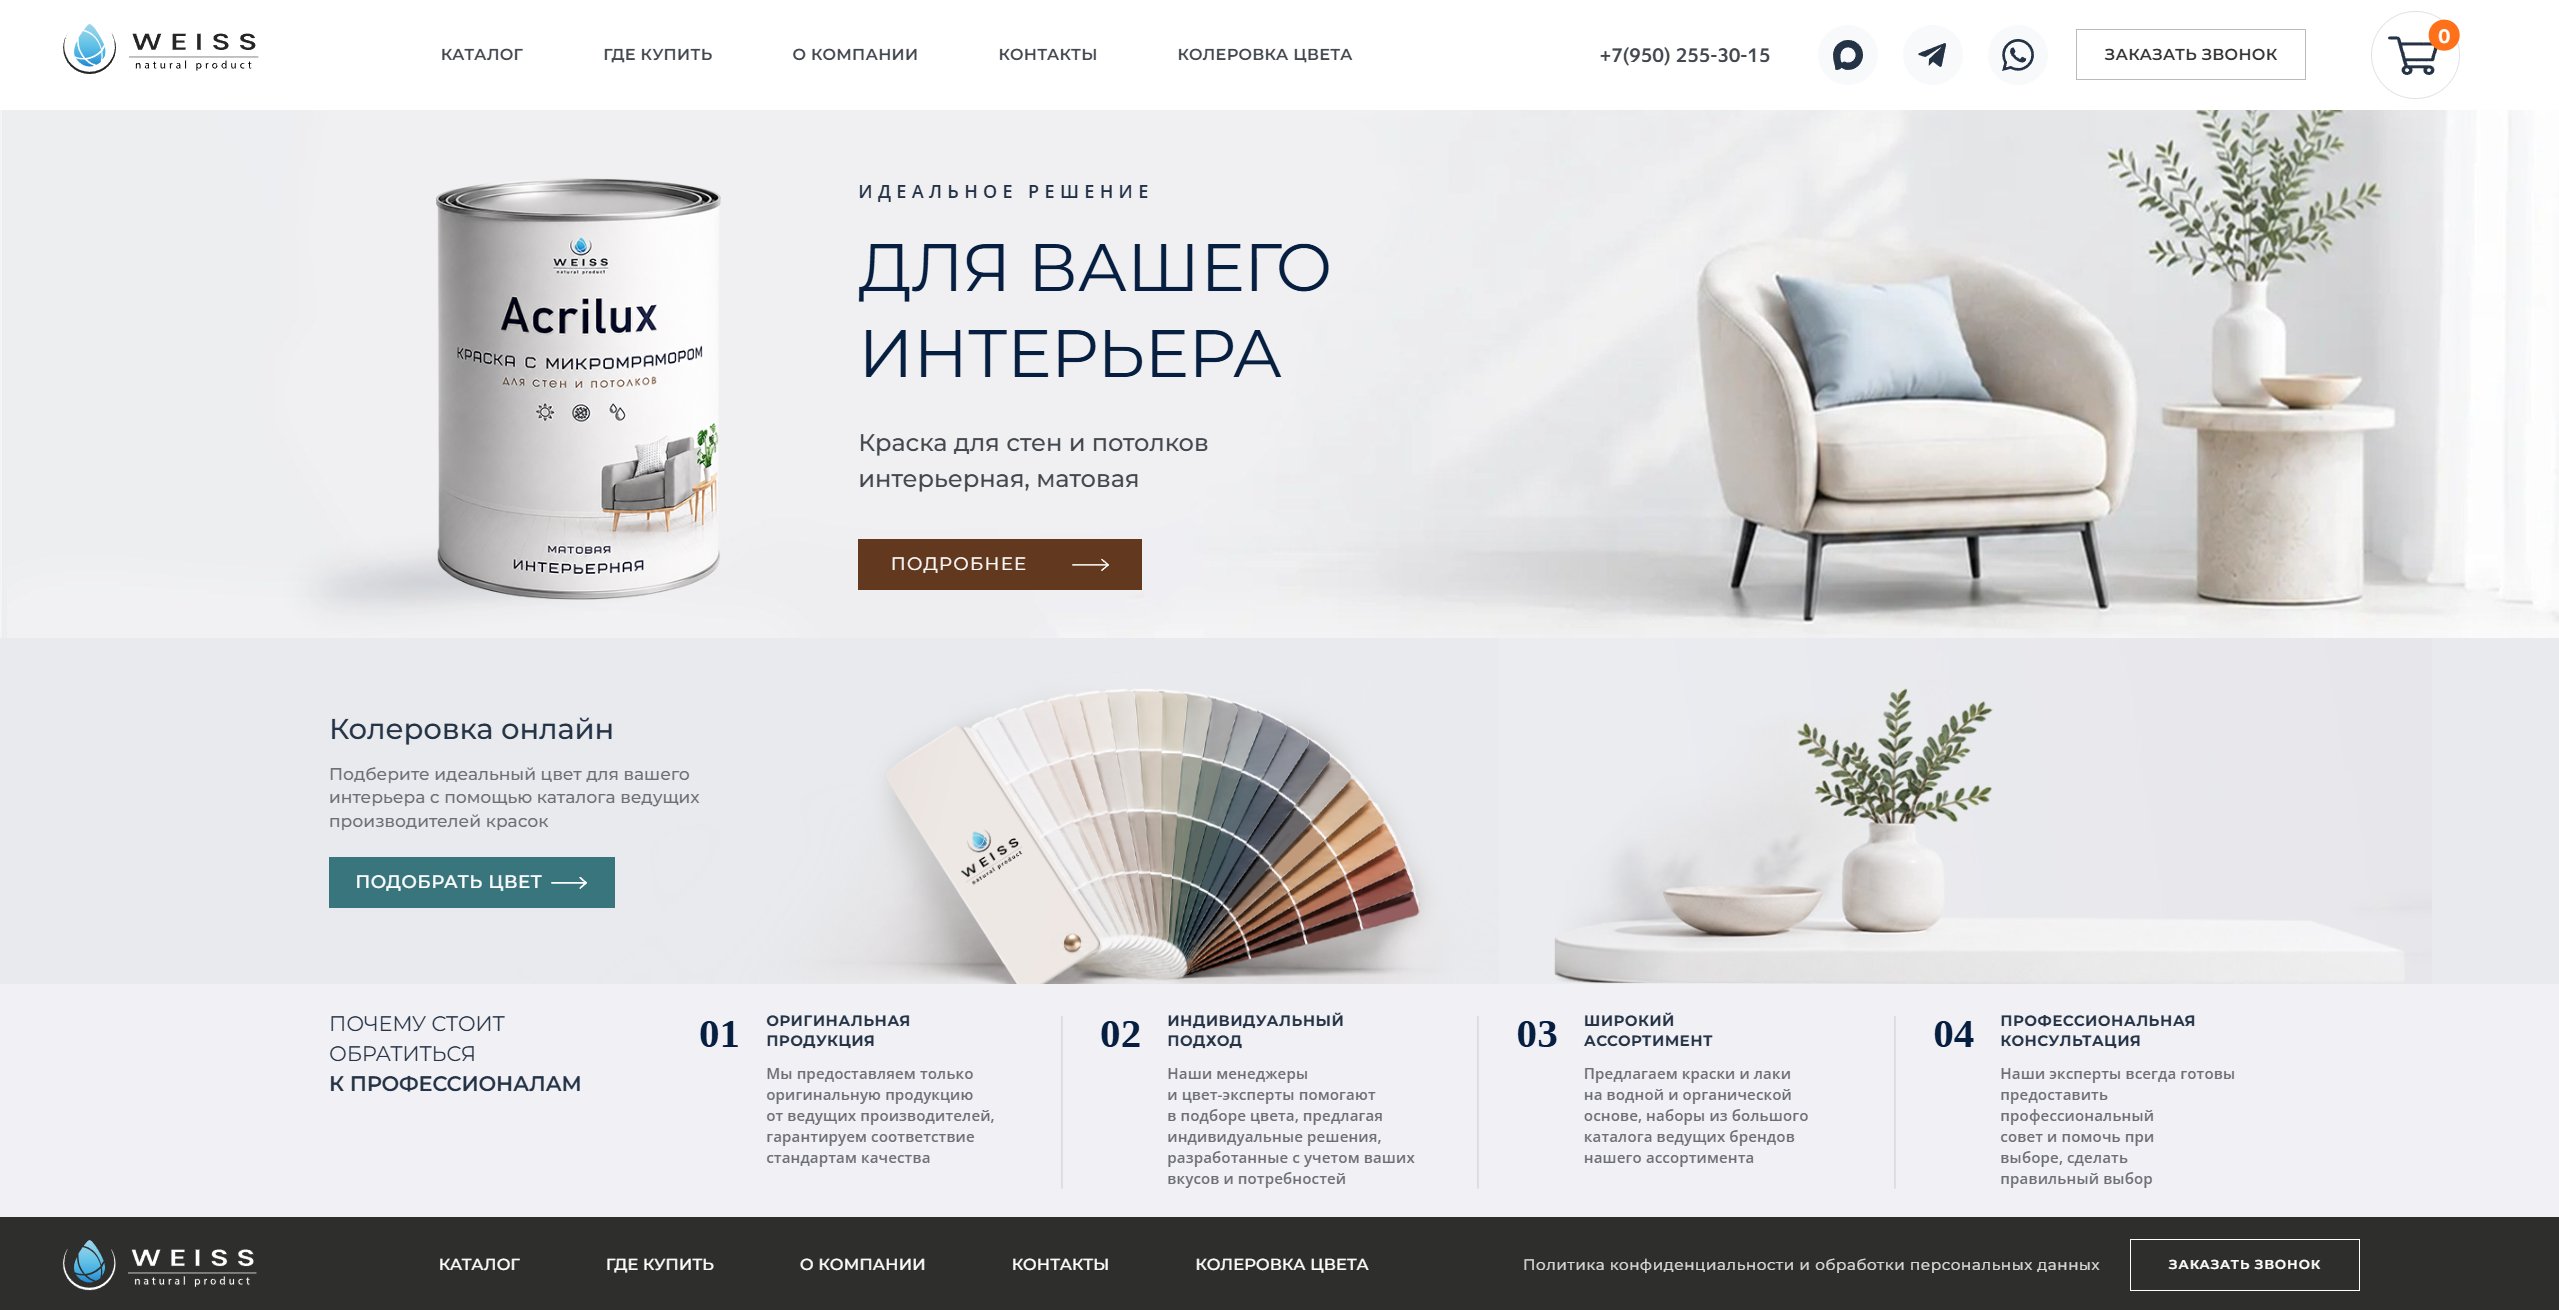 WEISS
natural product
КАТАЛОГ
ГДЕ КУПИТЬ
О КОМПАНИИ
КОНТАКТЫ
КОЛЕРОВКА ЦВЕТА
+7(950) 255-30-15
ЗАКАЗАТЬ ЗВОНОК
0
WEISS
natural product
Acrilux
КРАСКА С МИКРОМРАМОРОМ
ДЛЯ СТЕН И ПОТОЛКОВ
МАТОВАЯ
ИНТЕРЬЕРНАЯ
ИДЕАЛЬНОЕ РЕШЕНИЕ
ДЛЯ ВАШЕГО
ИНТЕРЬЕРА
Краска для стен и потолков
интерьерная, матовая
ПОДРОБНЕЕ
Колеровка онлайн
Подберите идеальный цвет для вашего
интерьера с помощью каталога ведущих
производителей красок
ПОДОБРАТЬ ЦВЕТ
WEISS
natural product
ПОЧЕМУ СТОИТ
ОБРАТИТЬСЯ
К ПРОФЕССИОНАЛАМ
01
ОРИГИНАЛЬНАЯ
ПРОДУКЦИЯ
Мы предоставляем только
оригинальную продукцию
от ведущих производителей,
гарантируем соответствие
стандартам качества
02
ИНДИВИДУАЛЬНЫЙ
ПОДХОД
Наши менеджеры
и цвет-эксперты помогают
в подборе цвета, предлагая
индивидуальные решения,
разработанные с учетом ваших
вкусов и потребностей
03
ШИРОКИЙ
АССОРТИМЕНТ
Предлагаем краски и лаки
на водной и органической
основе, наборы из большого
каталога ведущих брендов
нашего ассортимента
04
ПРОФЕССИОНАЛЬНАЯ
КОНСУЛЬТАЦИЯ
Наши эксперты всегда готовы
предоставить
профессиональный
совет и помочь при
выборе, сделать
правильный выбор
WEISS
natural product
КАТАЛОГ
ГДЕ КУПИТЬ
О КОМПАНИИ
КОНТАКТЫ
КОЛЕРОВКА ЦВЕТА
Политика конфиденциальности и обработки персональных данных
ЗАКАЗАТЬ ЗВОНОК